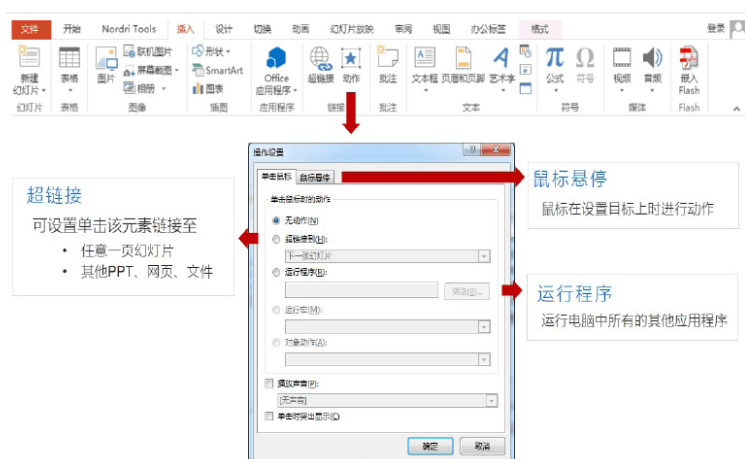 文件 开始 Nordri Tools 插入 设计 切换 动画 幻灯片放映 审阅 视图 办公标签 格式 登录
新建幻灯片 表格 图片 联机图片 屏幕截图 相册 形状 SmartArt 图表 Office应用程序 超链接 动作 批注 文本框 页眉和页脚 艺术字 公式 符号 视频 音频 嵌入Flash
幻灯片 表格 图像 插图 应用程序 链接 批注 文本 符号 媒体 Flash
操作设置
单击鼠标 鼠标悬停
单击鼠标时的动作
无动作(N)
超链接到(H):
下一张幻灯片
运行程序(R):
浏览(B)...
运行宏(M):
对象动作(A):
播放声音(P):
[无声音]
单击时突出显示(C)
确定 取消
超链接
可设置单击该元素链接至
• 任意一页幻灯片
• 其他PPT、网页、文件
鼠标悬停
鼠标在设置目标上时进行动作
运行程序
运行电脑中所有的其他应用程序